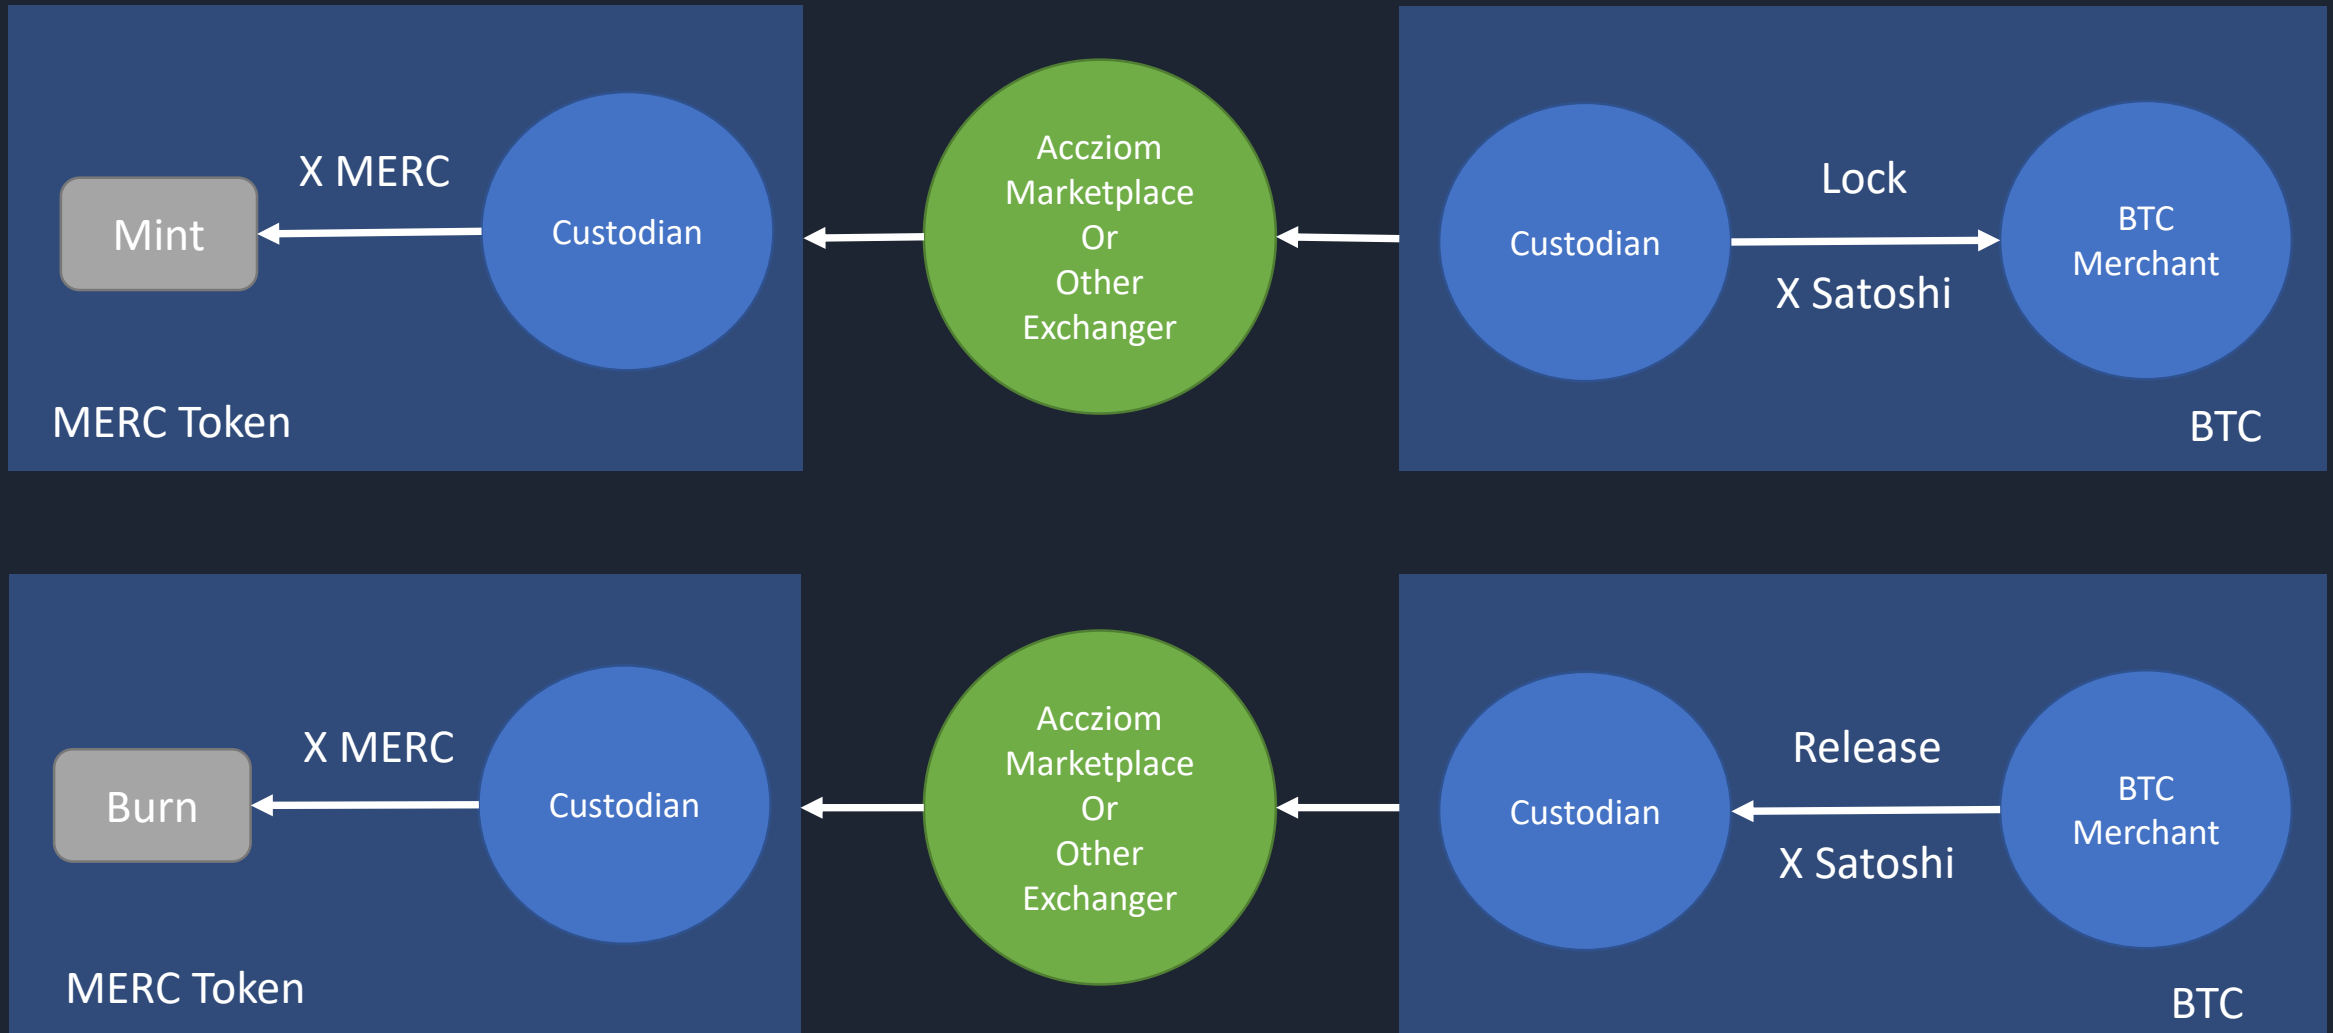 Mint
X MERC
Custodian
MERC Token
Accziom
Marketplace
Or
Other
Exchanger
Custodian
Lock
X Satoshi
BTC
Merchant
BTC
Burn
X MERC
Custodian
MERC Token
Accziom
Marketplace
Or
Other
Exchanger
Custodian
Release
X Satoshi
BTC
Merchant
BTC